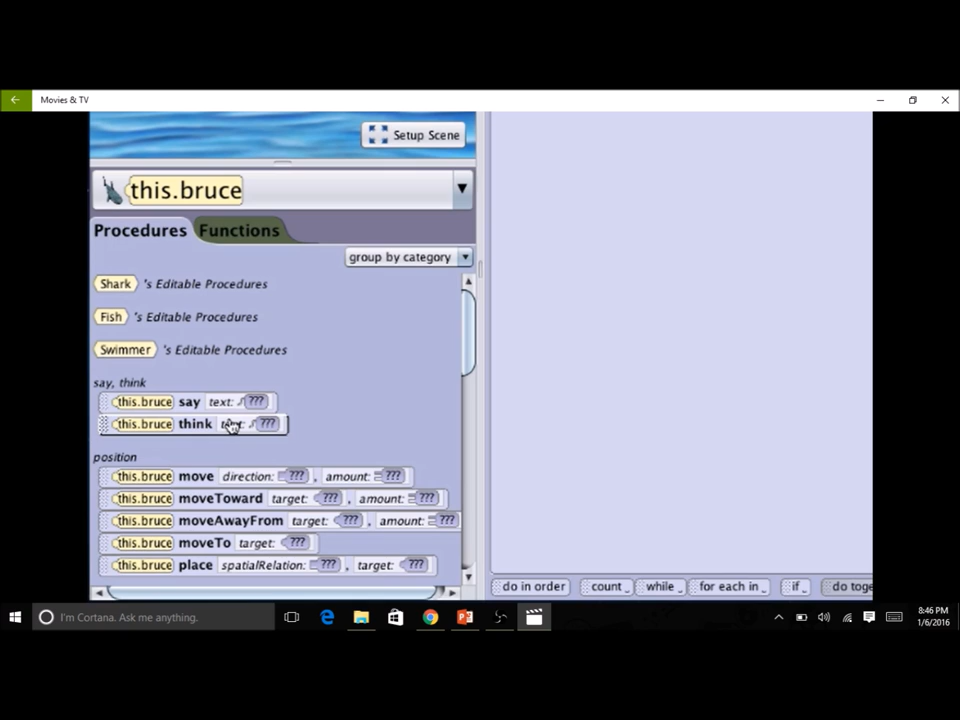 Movies & TV
Setup Scene
this.bruce
Procedures Functions
group by category
Shark 's Editable Procedures
Fish 's Editable Procedures
Swimmer 's Editable Procedures
say, think
this.bruce say text: ???
this.bruce think text: ???
position
this.bruce move direction: ??? , amount: ???
this.bruce moveToward target: ??? , amount: ???
this.bruce moveAwayFrom target: ??? , amount: ???
this.bruce moveTo target: ???
this.bruce place spatialRelation: ??? , target: ???
do in order count _ while _ for each in _ if _ do toge
I'm Cortana. Ask me anything.
8:46 PM
1/6/2016